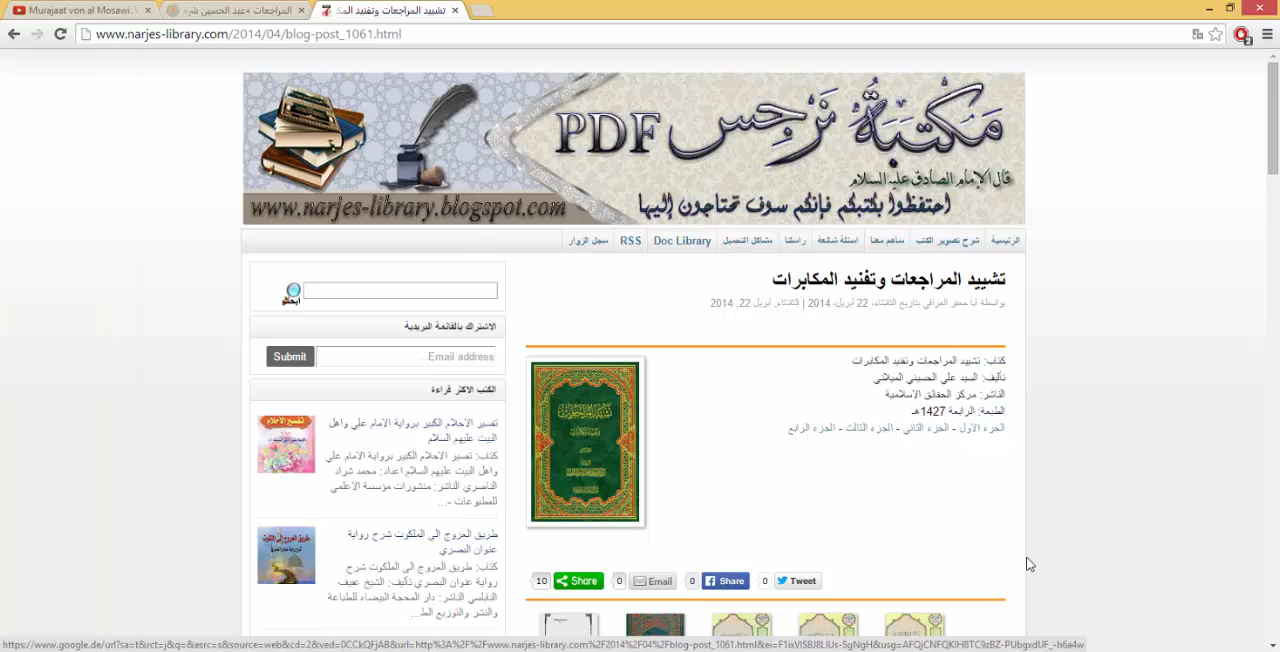 Murajaat von al Mosawi. W
المراجعات » عبد الحسين شره
تشييد المراجعات وتفنيد المك
www.narjes-library.com/2014/04/blog-post_1061.html
2
مكتبة نرجس PDF
قال الإمام الصادق عليه السلام
احتفظوا بكتبكم فإنكم سوف تحتاجون إليها
www.narjes-library.blogspot.com
الرئيسية
شرح تصوير الكتب
ساهم معنا
اسئلة شائعة
راسلنا
مشاكل التحميل
Doc Library
RSS
سجل الزوار
تشييد المراجعات وتفنيد المكابرات
بواسطة أبا جعفر العراقي بتاريخ الثلاثاء، 22 أبريل، 2014 | الثلاثاء, أبريل 22, 2014
كتاب: تشييد المراجعات وتفنيد المكابرات
تأليف: السيد علي الحسيني الميلاني
الناشر: مركز الحقائق الاسلامية
الطبعة: الرابعة 1427هـ
الجزء الاول - الجزء الثاني - الجزء الثالث - الجزء الرابع
10 Share
0 Email
0 Share
0 Tweet
الاشتراك بالقائمة البريدية
Email address..
Submit
الكتب الاكثر قراءة
تفسير الاحلام الكبير برواية الامام علي واهل
البيت عليهم السلام
كتاب: تفسير الاحلام الكبير برواية الامام علي
واهل البيت عليهم السلام اعداد: محمد شراد
الناصري الناشر: منشورات مؤسسة الاعلمي
للمطبوعات -...
طريق العروج الى الملكوت شرح رواية
عنوان البصري
كتاب: طريق العروج الى الملكوت شرح
رواية عنوان البصري تأليف: الشيخ عفيف
النابلسي الناشر: دار المحجة البيضاء للطباعة
والنشر والتوزيع الط...